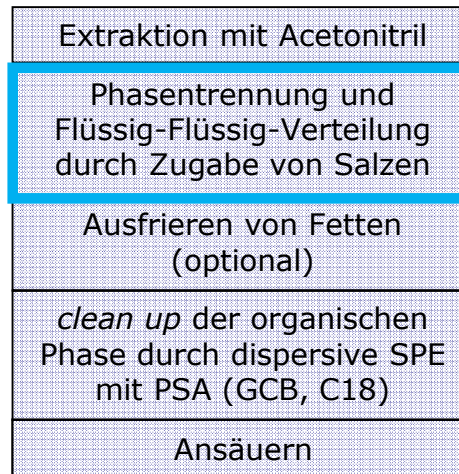 Extraktion mit Acetonitril
Phasentrennung und
Flüssig-Flüssig-Verteilung
durch Zugabe von Salzen
Ausfrieren von Fetten
(optional)
clean up der organischen
Phase durch dispersive SPE
mit PSA (GCB, C18)
Ansäuern